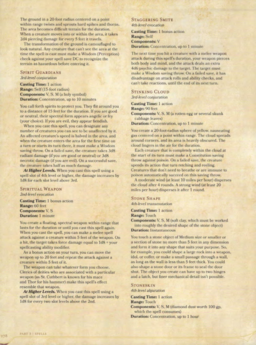 The ground in a 20-foot radius centered on a point
within range twists and sprouts hard spikes and thorns.
The area becomes difficult terrain for the duration.
When a creature moves into or within the area, it takes
2d4 piercing damage for every 5 feet it travels.
The transformation of the ground is camouflaged to
look natural. Any creature that can't see the area at the
time the spell is cast must make a Wisdom (Perception)
check against your spell save DC to recognize the
terrain as hazardous before entering it.
SPIRIT GUARDIANS
3rd-level conjuration
Casting Time: 1 action
Range: Self (15-foot radius)
Components: V, S, M (a holy symbol)
Duration: Concentration, up to 10 minutes
You call forth spirits to protect you. They flit around you
to a distance of 15 feet for the duration. If you are good
or neutral, their spectral form appears angelic or fey
(your choice). If you are evil, they appear fiendish.
When you cast this spell, you can designate any
number of creatures you can see to be unaffected by it.
An affected creature's speed is halved in the area, and
when the creature enters the area for the first time on
a turn or starts its turn there, it must make a Wisdom
saving throw. On a failed save, the creature takes 3d8
radiant damage (if you are good or neutral) or 3d8
necrotic damage (if you are evil). On a successful save,
the creature takes half as much damage.
At Higher Levels. When you cast this spell using a
spell slot of 4th level or higher, the damage increases by
1d8 for each slot level above 3rd.
SPIRITUAL WEAPON
2nd-level evocation
Casting Time: 1 bonus action
Range: 60 feet
Components: V, S
Duration: 1 minute
You create a floating, spectral weapon within range that
lasts for the duration or until you cast this spell again.
When you cast the spell, you can make a melee spell
attack against a creature within 5 feet of the weapon. On
a hit, the target takes force damage equal to 1d8 + your
spellcasting ability modifier.
As a bonus action on your turn, you can move the
weapon up to 20 feet and repeat the attack against a
creature within 5 feet of it.
The weapon can take whatever form you choose.
Clerics of deities who are associated with a particular
weapon (as St. Cuthbert is known for his mace
and Thor for his hammer) make this spell's effect
resemble that weapon.
At Higher Levels. When you cast this spell using a
spell slot of 3rd level or higher, the damage increases by
1d8 for every two slot levels above the 2nd.
STAGGERING SMITE
4th-level evocation
Casting Time: 1 bonus action
Range: Self
Components: V
Duration: Concentration, up to 1 minute
The next time you hit a creature with a melee weapon
attack during this spell's duration, your weapon pierces
both body and mind, and the attack deals an extra
4d6 psychic damage to the target. The target must
make a Wisdom saving throw. On a failed save, it has
disadvantage on attack rolls and ability checks, and
can't take reactions, until the end of its next turn.
STINKING CLOUD
3rd-level conjuration
Casting Time: 1 action
Range: 90 feet
Components: V, S, M (a rotten egg or several skunk
cabbage leaves)
Duration: Concentration, up to 1 minute
You create a 20-foot-radius sphere of yellow, nauseating
gas centered on a point within range. The cloud spreads
around corners, and its area is heavily obscured. The
cloud lingers in the air for the duration.
Each creature that is completely within the cloud at
the start of its turn must make a Constitution saving
throw against poison. On a failed save, the creature
spends its action that turn retching and reeling.
Creatures that don't need to breathe or are immune to
poison automatically succeed on this saving throw.
A moderate wind (at least 10 miles per hour) disperses
the cloud after 4 rounds. A strong wind (at least 20
miles per hour) disperses it after 1 round.
STONE SHAPE
4th-level transmutation
Casting Time: 1 action
Range: Touch
Components: V, S, M (soft clay, which must be worked
into roughly the desired shape of the stone object)
Duration: Instantaneous
You touch a stone object of Medium size or smaller or
a section of stone no more than 5 feet in any dimension
and form it into any shape that suits your purpose. So,
for example, you could shape a large rock into a weapon,
idol, or coffer, or make a small passage through a wall,
as long as the wall is less than 5 feet thick. You could
also shape a stone door or its frame to seal the door
shut. The object you create can have up to two hinges
and a latch, but finer mechanical detail isn't possible.
STONESKIN
4th-level abjuration
Casting Time: 1 action
Range: Touch
Components: V, S, M (diamond dust worth 100 gp,
which the spell consumes)
Duration: Concentration, up to 1 hour